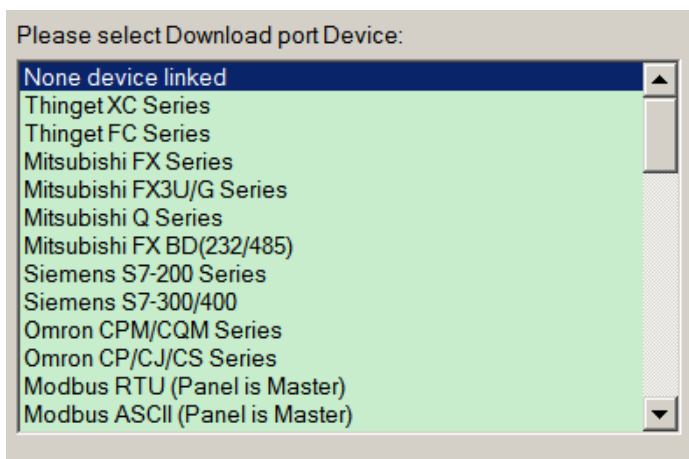 Please select Download port Device:
None device linked
Thinget XC Series
Thinget FC Series
Mitsubishi FX Series
Mitsubishi FX3U/G Series
Mitsubishi Q Series
Mitsubishi FX BD(232/485)
Siemens S7-200 Series
Siemens S7-300/400
Omron CPM/CQM Series
Omron CP/CJ/CS Series
Modbus RTU (Panel is Master)
Modbus ASCII (Panel is Master)